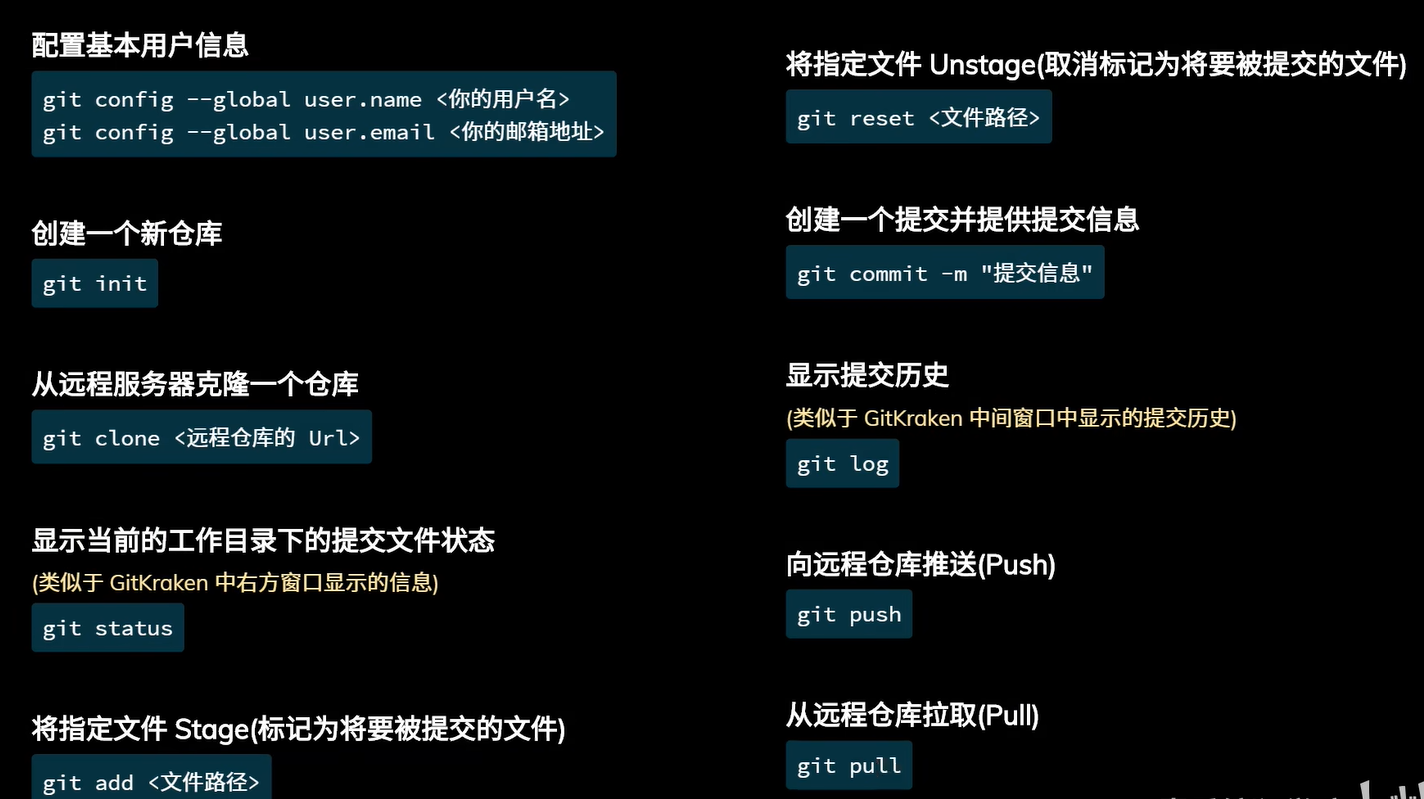 配置基本用户信息
git config --global user.name <你的用户名>
git config --global user.email <你的邮箱地址>
创建一个新仓库
git init
从远程服务器克隆一个仓库
git clone <远程仓库的 Url>
显示当前的工作目录下的提交文件状态
(类似于 GitKraken 中右方窗口显示的信息)
git status
将指定文件 Stage(标记为将要被提交的文件)
git add <文件路径>
将指定文件 Unstage(取消标记为将要被提交的文件)
git reset <文件路径>
创建一个提交并提供提交信息
git commit -m "提交信息"
显示提交历史
(类似于 GitKraken 中间窗口中显示的提交历史)
git log
向远程仓库推送(Push)
git push
从远程仓库拉取(Pull)
git pull